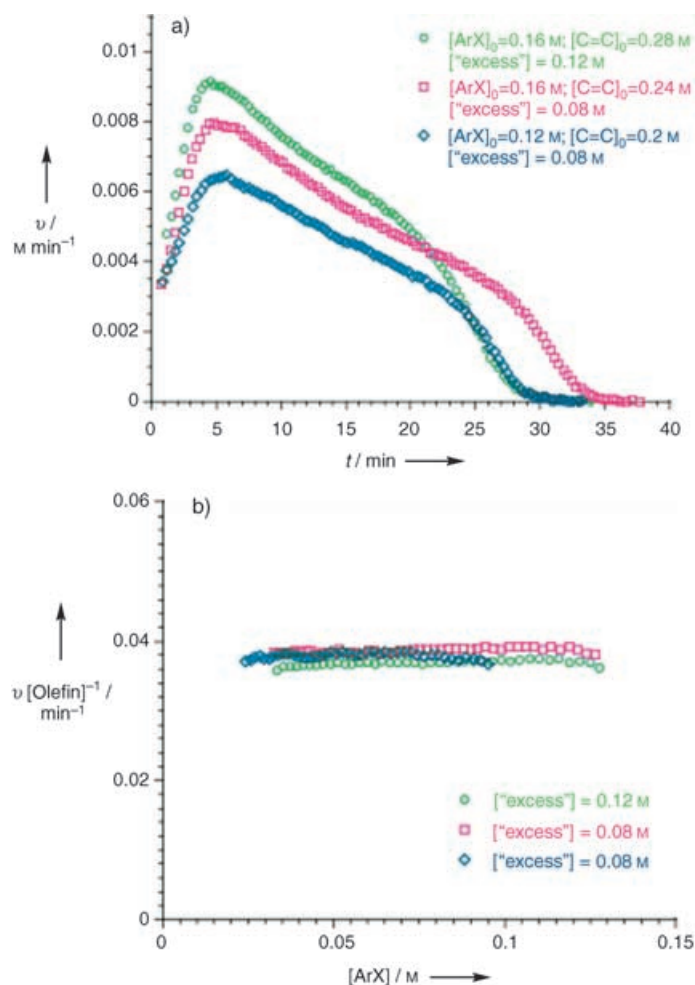 a)
[ArX]₀=0.16 M; [C=C]₀=0.28 M
["excess"] = 0.12 M
[ArX]₀=0.16 M; [C=C]₀=0.24 M
["excess"] = 0.08 M
[ArX]₀=0.12 M; [C=C]₀=0.2 M
["excess"] = 0.08 M
0.01
0.008
0.006
0.004
0.002
0
υ /
M min⁻¹
0 5 10 15 20 25 30 35 40
t / min
b)
0.06
0.04
0.02
0
υ [Olefin]⁻¹ /
min⁻¹
["excess"] = 0.12 M
["excess"] = 0.08 M
["excess"] = 0.08 M
0 0.05 0.1 0.15
[ArX] / M